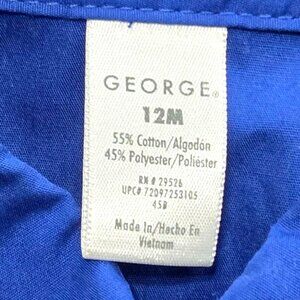 GEORGE®
12M
55% Cotton/Algodón
45% Polyester/Poliéster
RN # 29526
UPC# 72097253105
45B
Made In/Hecho En
Vietnam